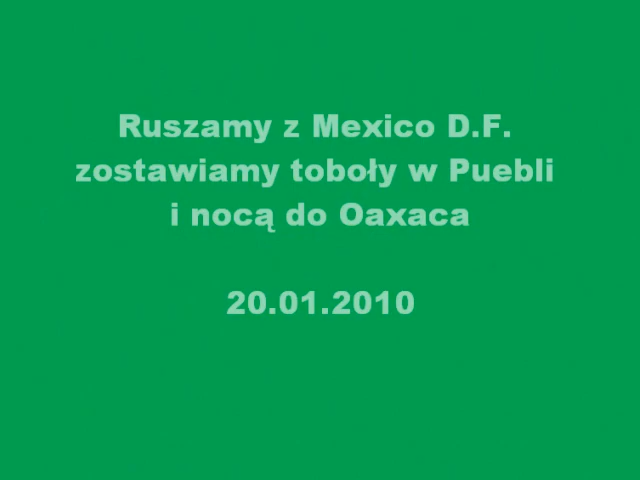 Ruszamy z Mexico D.F.
zostawiamy toboły w Puebli
i nocą do Oaxaca
20.01.2010